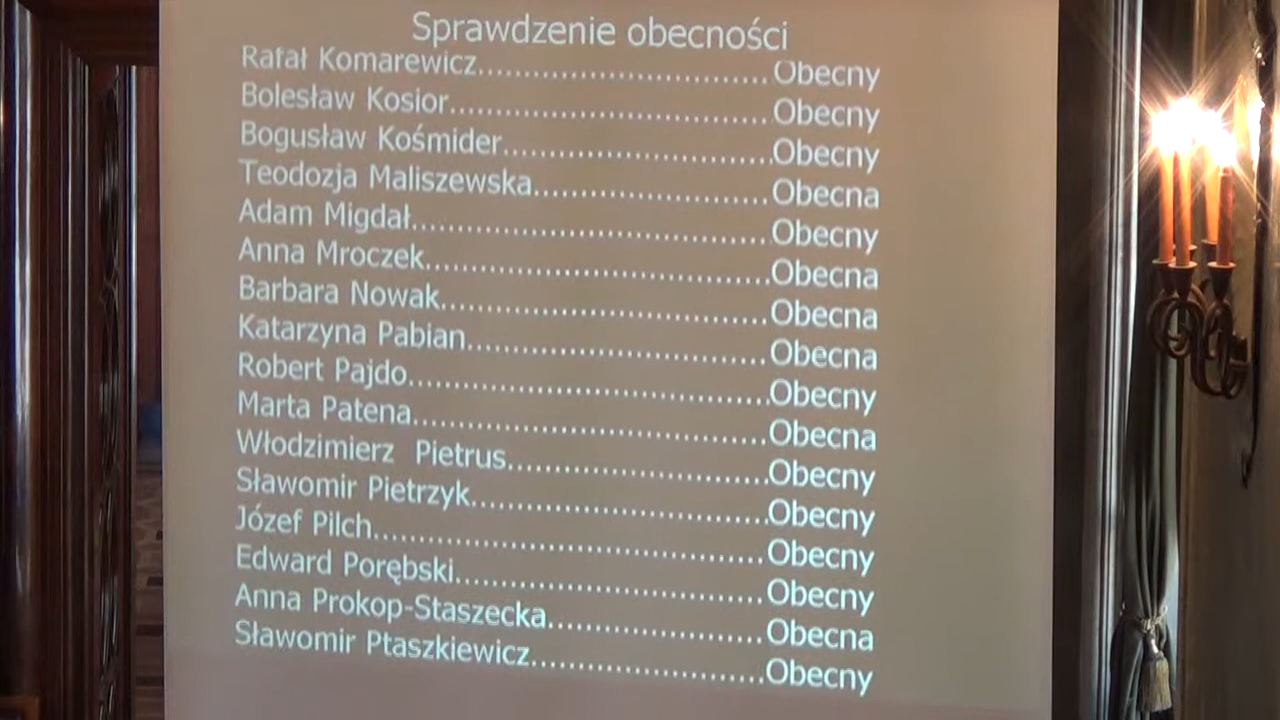 Sprawdzenie obecności
Rafał Komarewicz............................... Obecny
Bolesław Kosior.................................. Obecny
Bogusław Kośmider.............................Obecny
Teodozja Maliszewska.........................Obecna
Adam Migdał......................................Obecny
Anna Mroczek.....................................Obecna
Barbara Nowak...................................Obecna
Katarzyna Pabian................................Obecna
Robert Pajdo......................................Obecny
Marta Patena.....................................Obecna
Włodzimierz  Pietrus...........................Obecny
Sławomir Pietrzyk...............................Obecny
Józef Pilch.........................................Obecny
Edward Porębski.................................Obecny
Anna Prokop-Staszecka.......................Obecna
Sławomir Ptaszkiewicz.........................Obecny